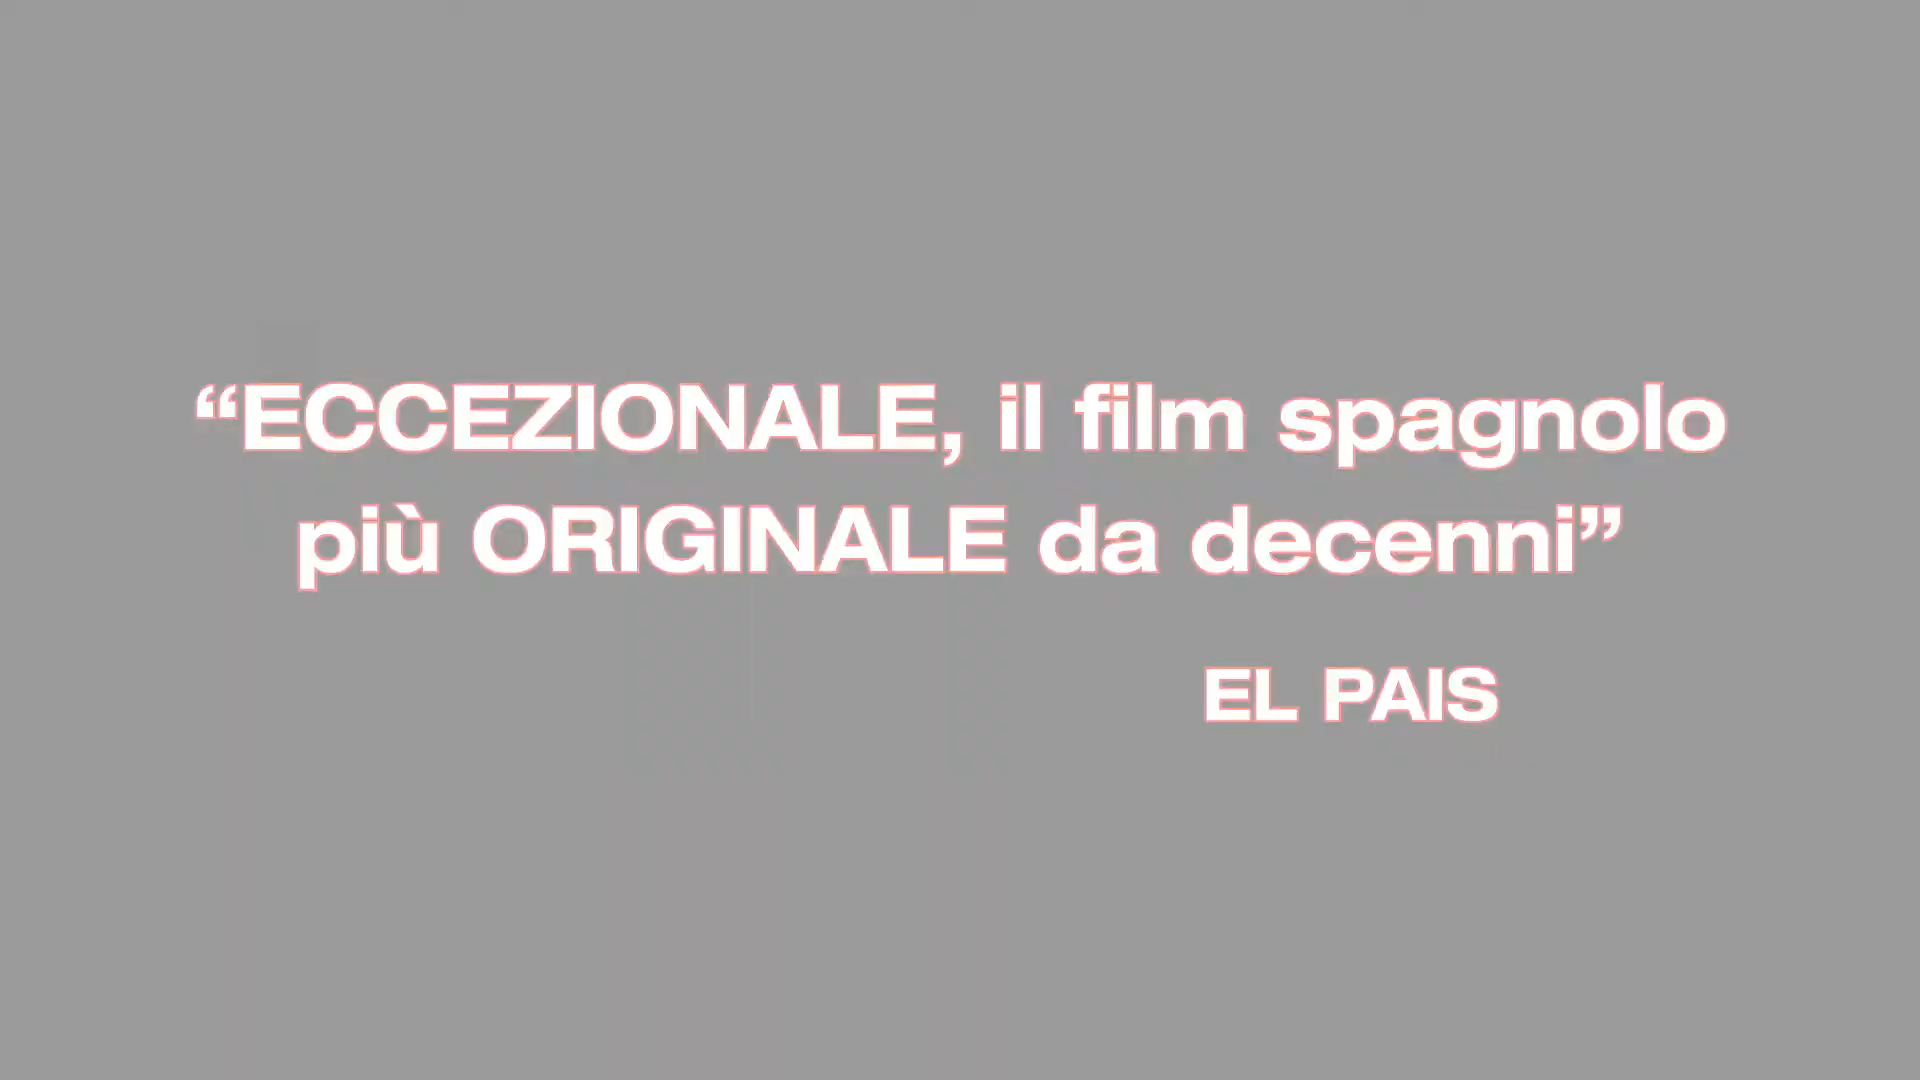 “ECCEZIONALE, il film spagnolo
più ORIGINALE da decenni”
EL PAIS